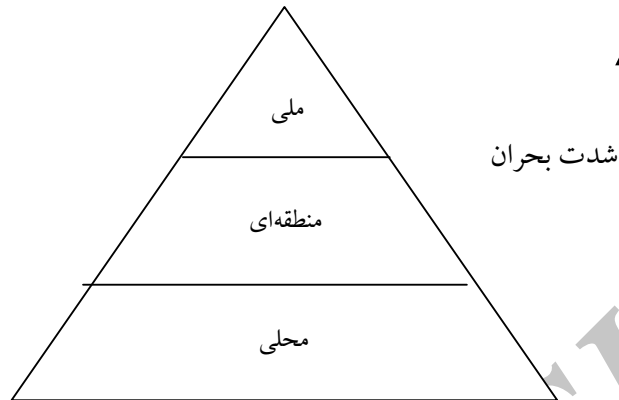 ملی
شدت بحران
منطقه‌ای
محلی